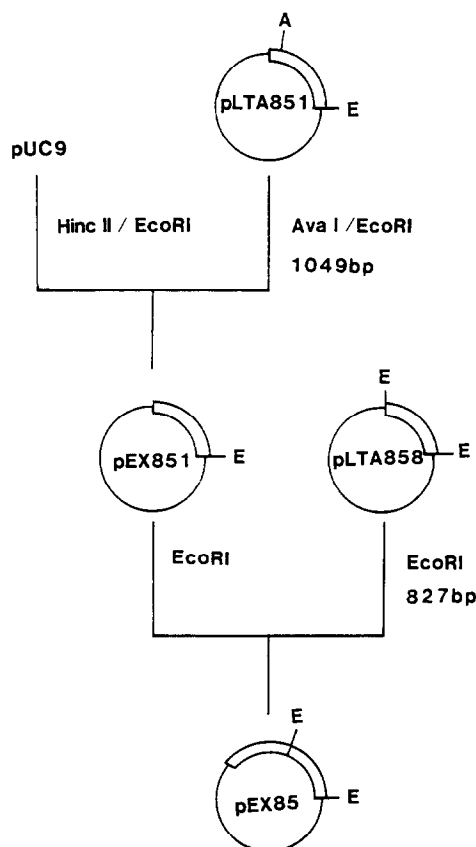 A
pLTA851
E
pUC9
Hinc II / EcoRI
Ava I / EcoRI
1049bp
E
pEX851
E
pLTA858
E
EcoRI
EcoRI
827bp
E
pEX85
E